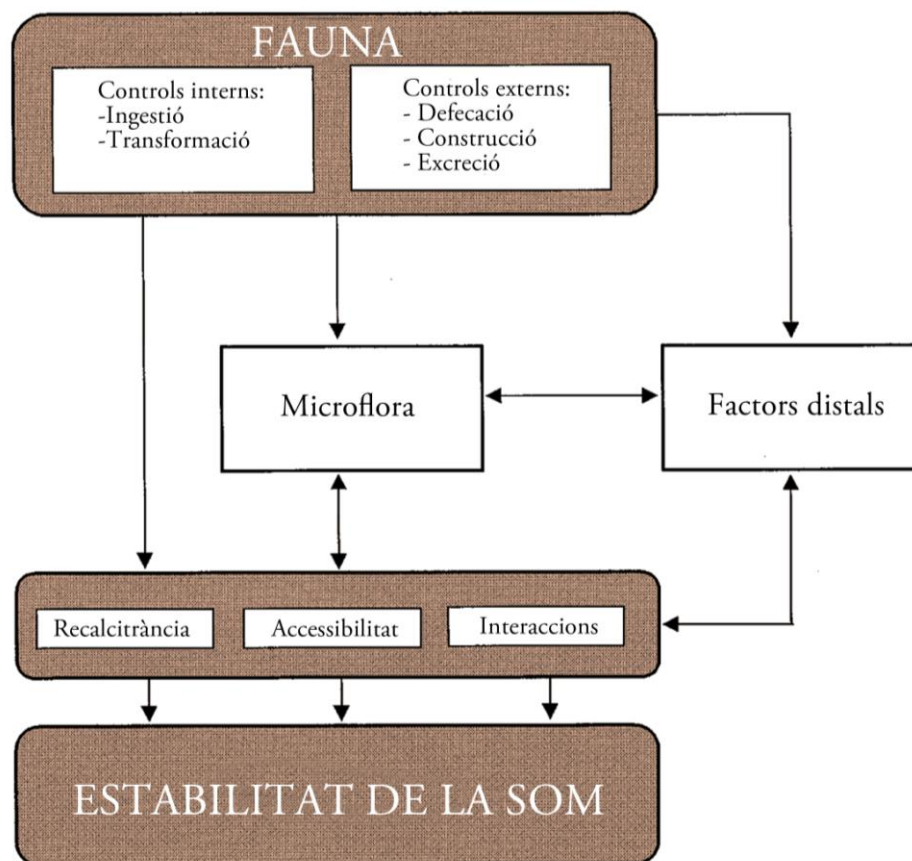 FAUNA
Controls interns:
-Ingestió
-Transformació
Controls externs:
- Defecació
- Construcció
- Excreció
Microflora
Factors distals
Recalcitrància
Accessibilitat
Interaccions
ESTABILITAT DE LA SOM